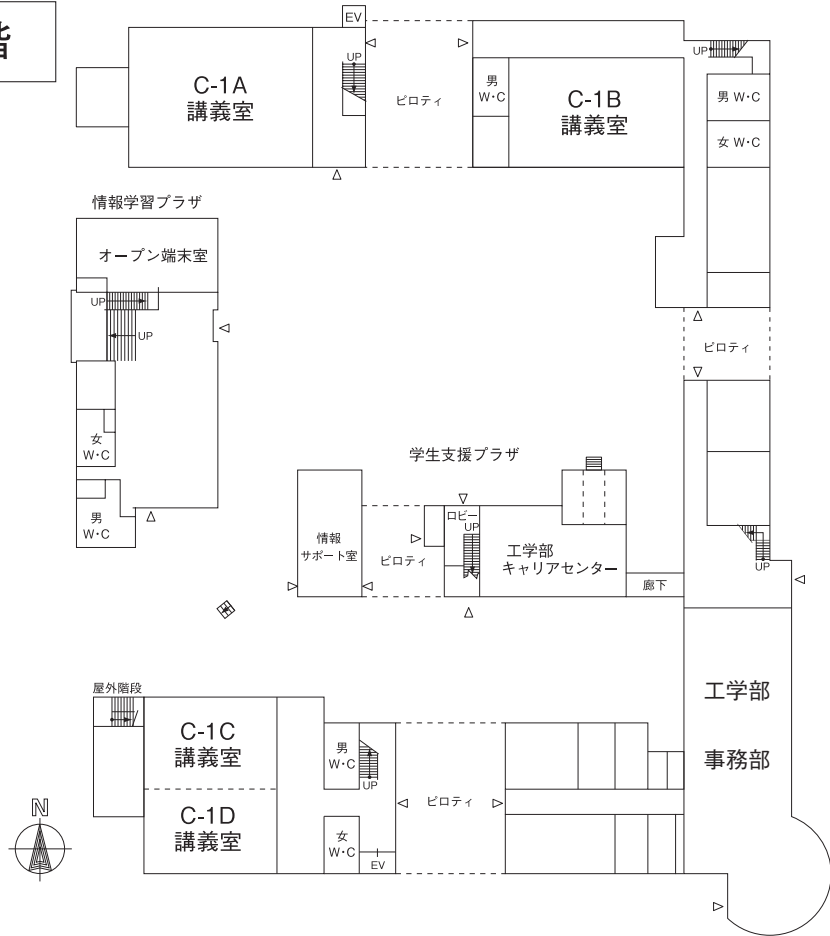 階
EV
UP
C-1A
講義室
ピロティ
男
W・C
C-1B
講義室
UP
男 W・C
女 W・C
情報学習プラザ
オープン端末室
UP
UP
女
W・C
男
W・C
ピロティ
学生支援プラザ
情報
サポート室
ピロティ
ロビー
UP
工学部
キャリアセンター
廊下
UP
屋外階段
C-1C
講義室
C-1D
講義室
男
W・C
UP
女
W・C
EV
ピロティ
工学部
事務部
N